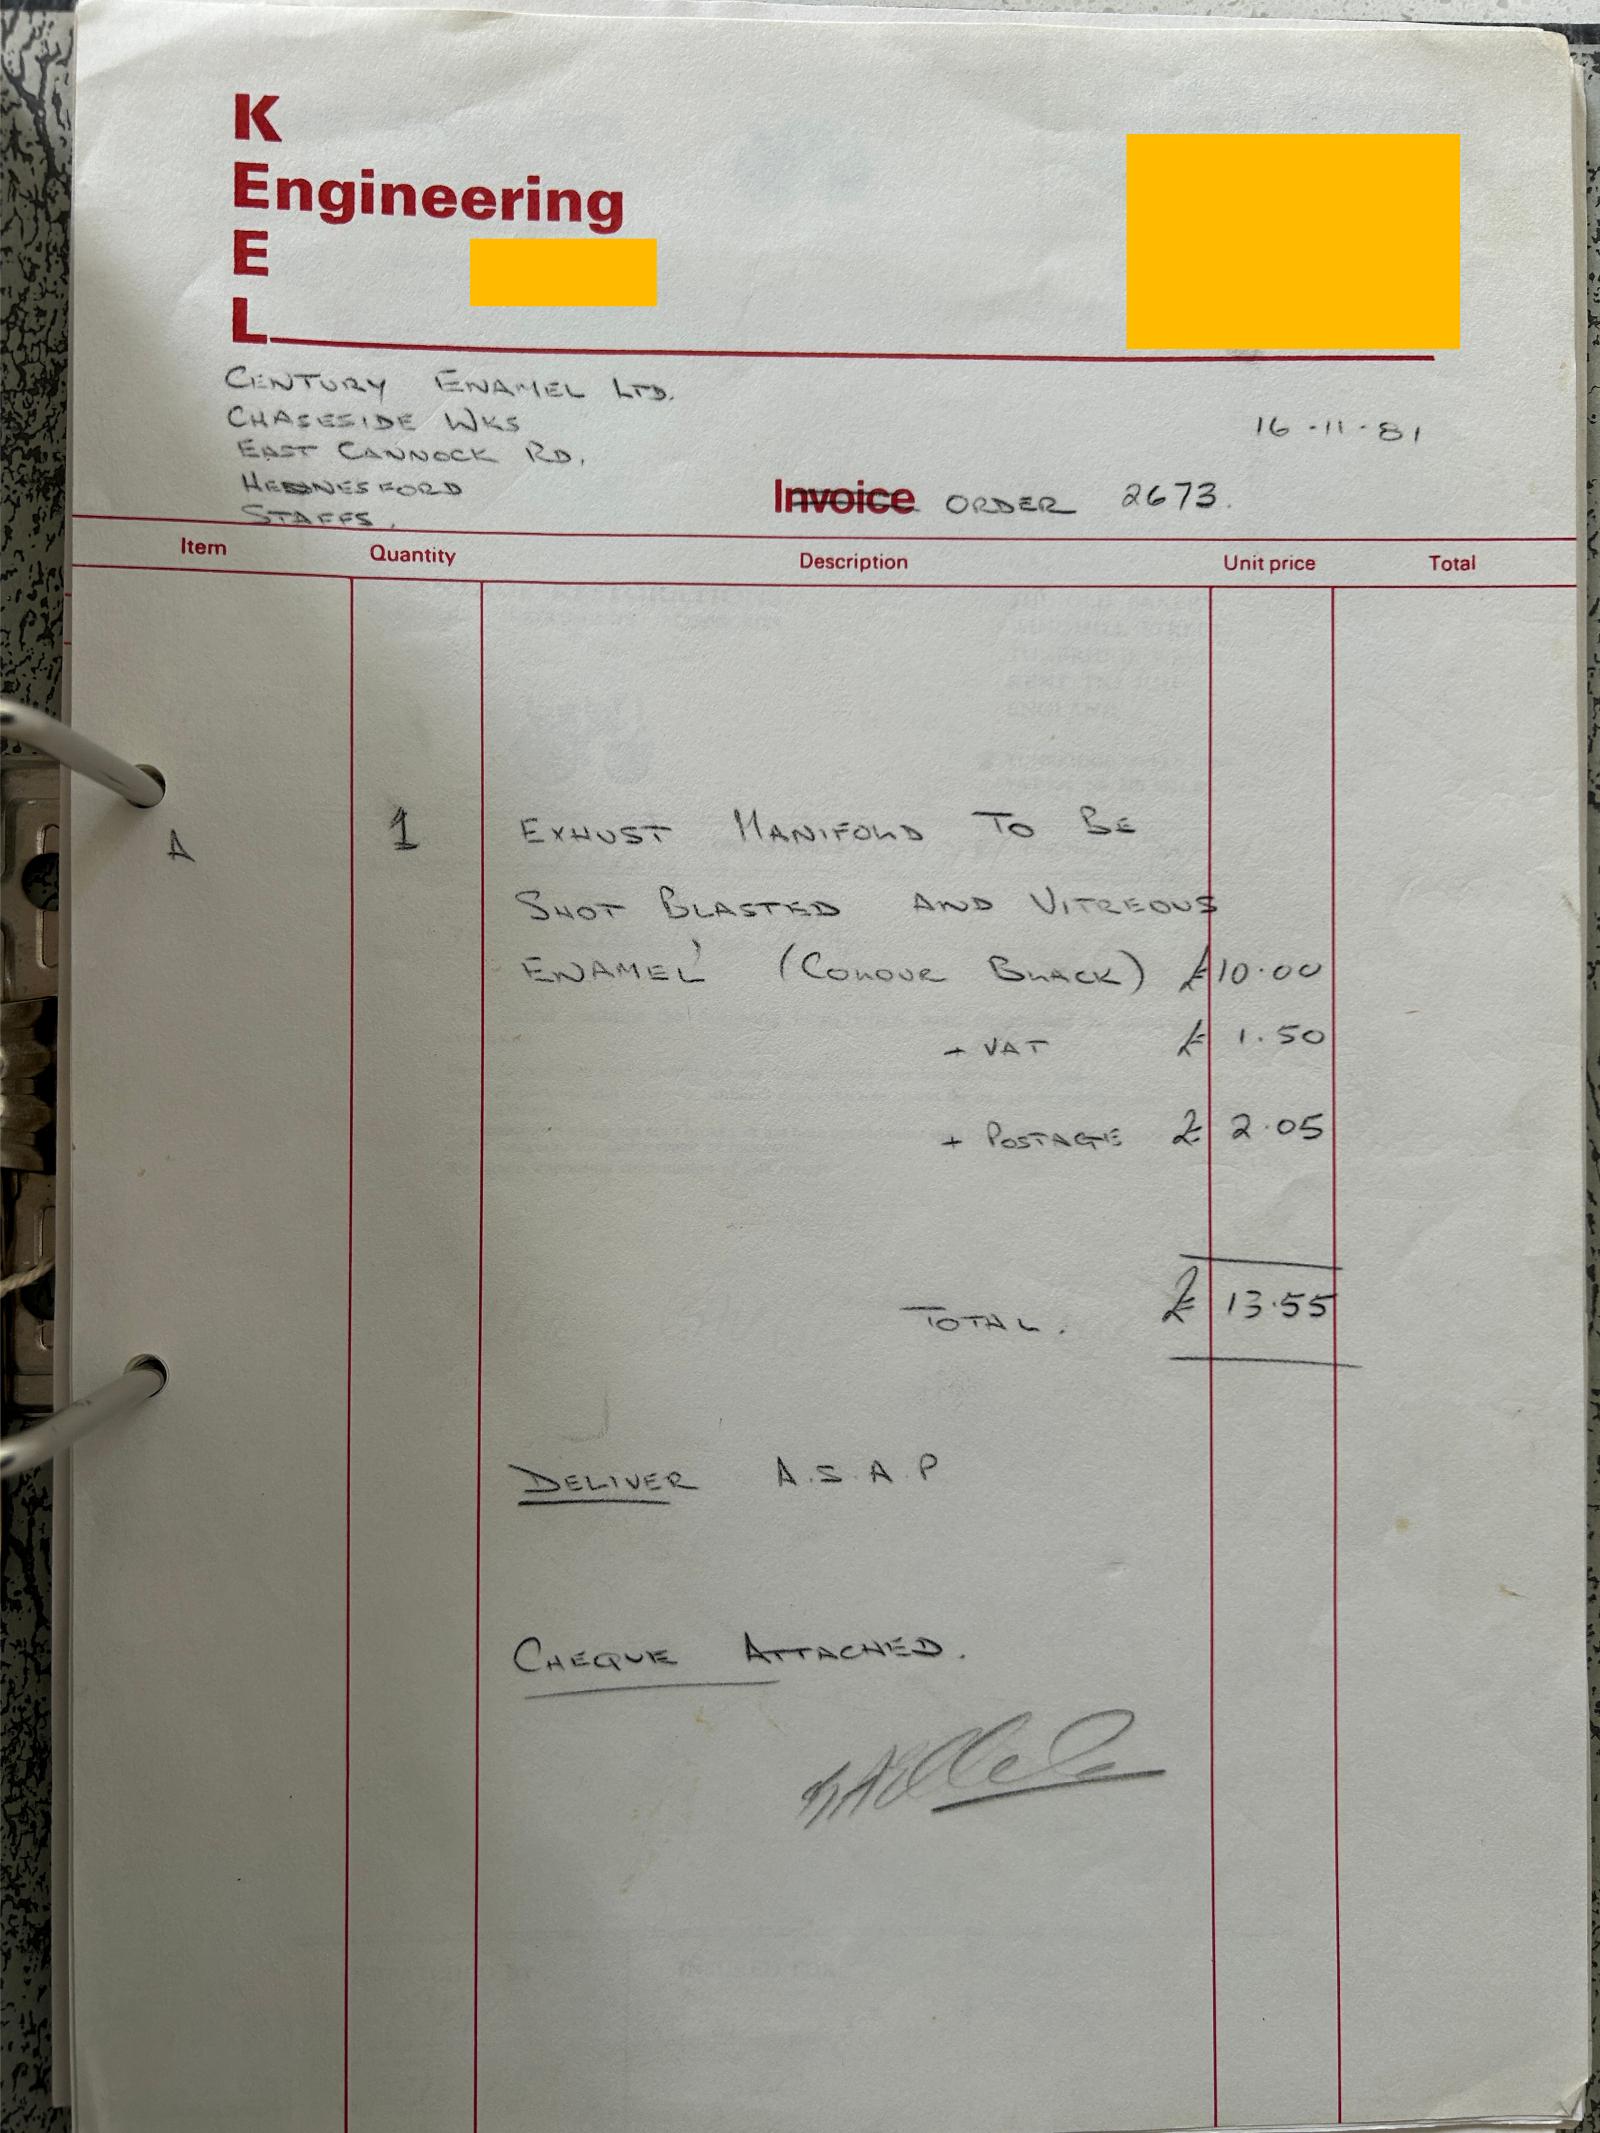 K
Engineering
E
L
CENTURY ENAMEL LTD.
CHASESIDE WKS
EAST CANNOCK RD,
HEDNESFORD
STAFFS,
16-11-81
Invoice ORDER 2673.
Item Quantity Description Unit price Total
A 1 EXHUST MANIFOLD TO BE
SHOT BLASTED AND VITREOUS
ENAMEL' (COLOUR BLACK) £10.00
+ VAT £ 1.50
+ POSTAGE £ 2.05
TOTAL. £ 13.55
DELIVER A.S.A.P
CHEQUE ATTACHED.